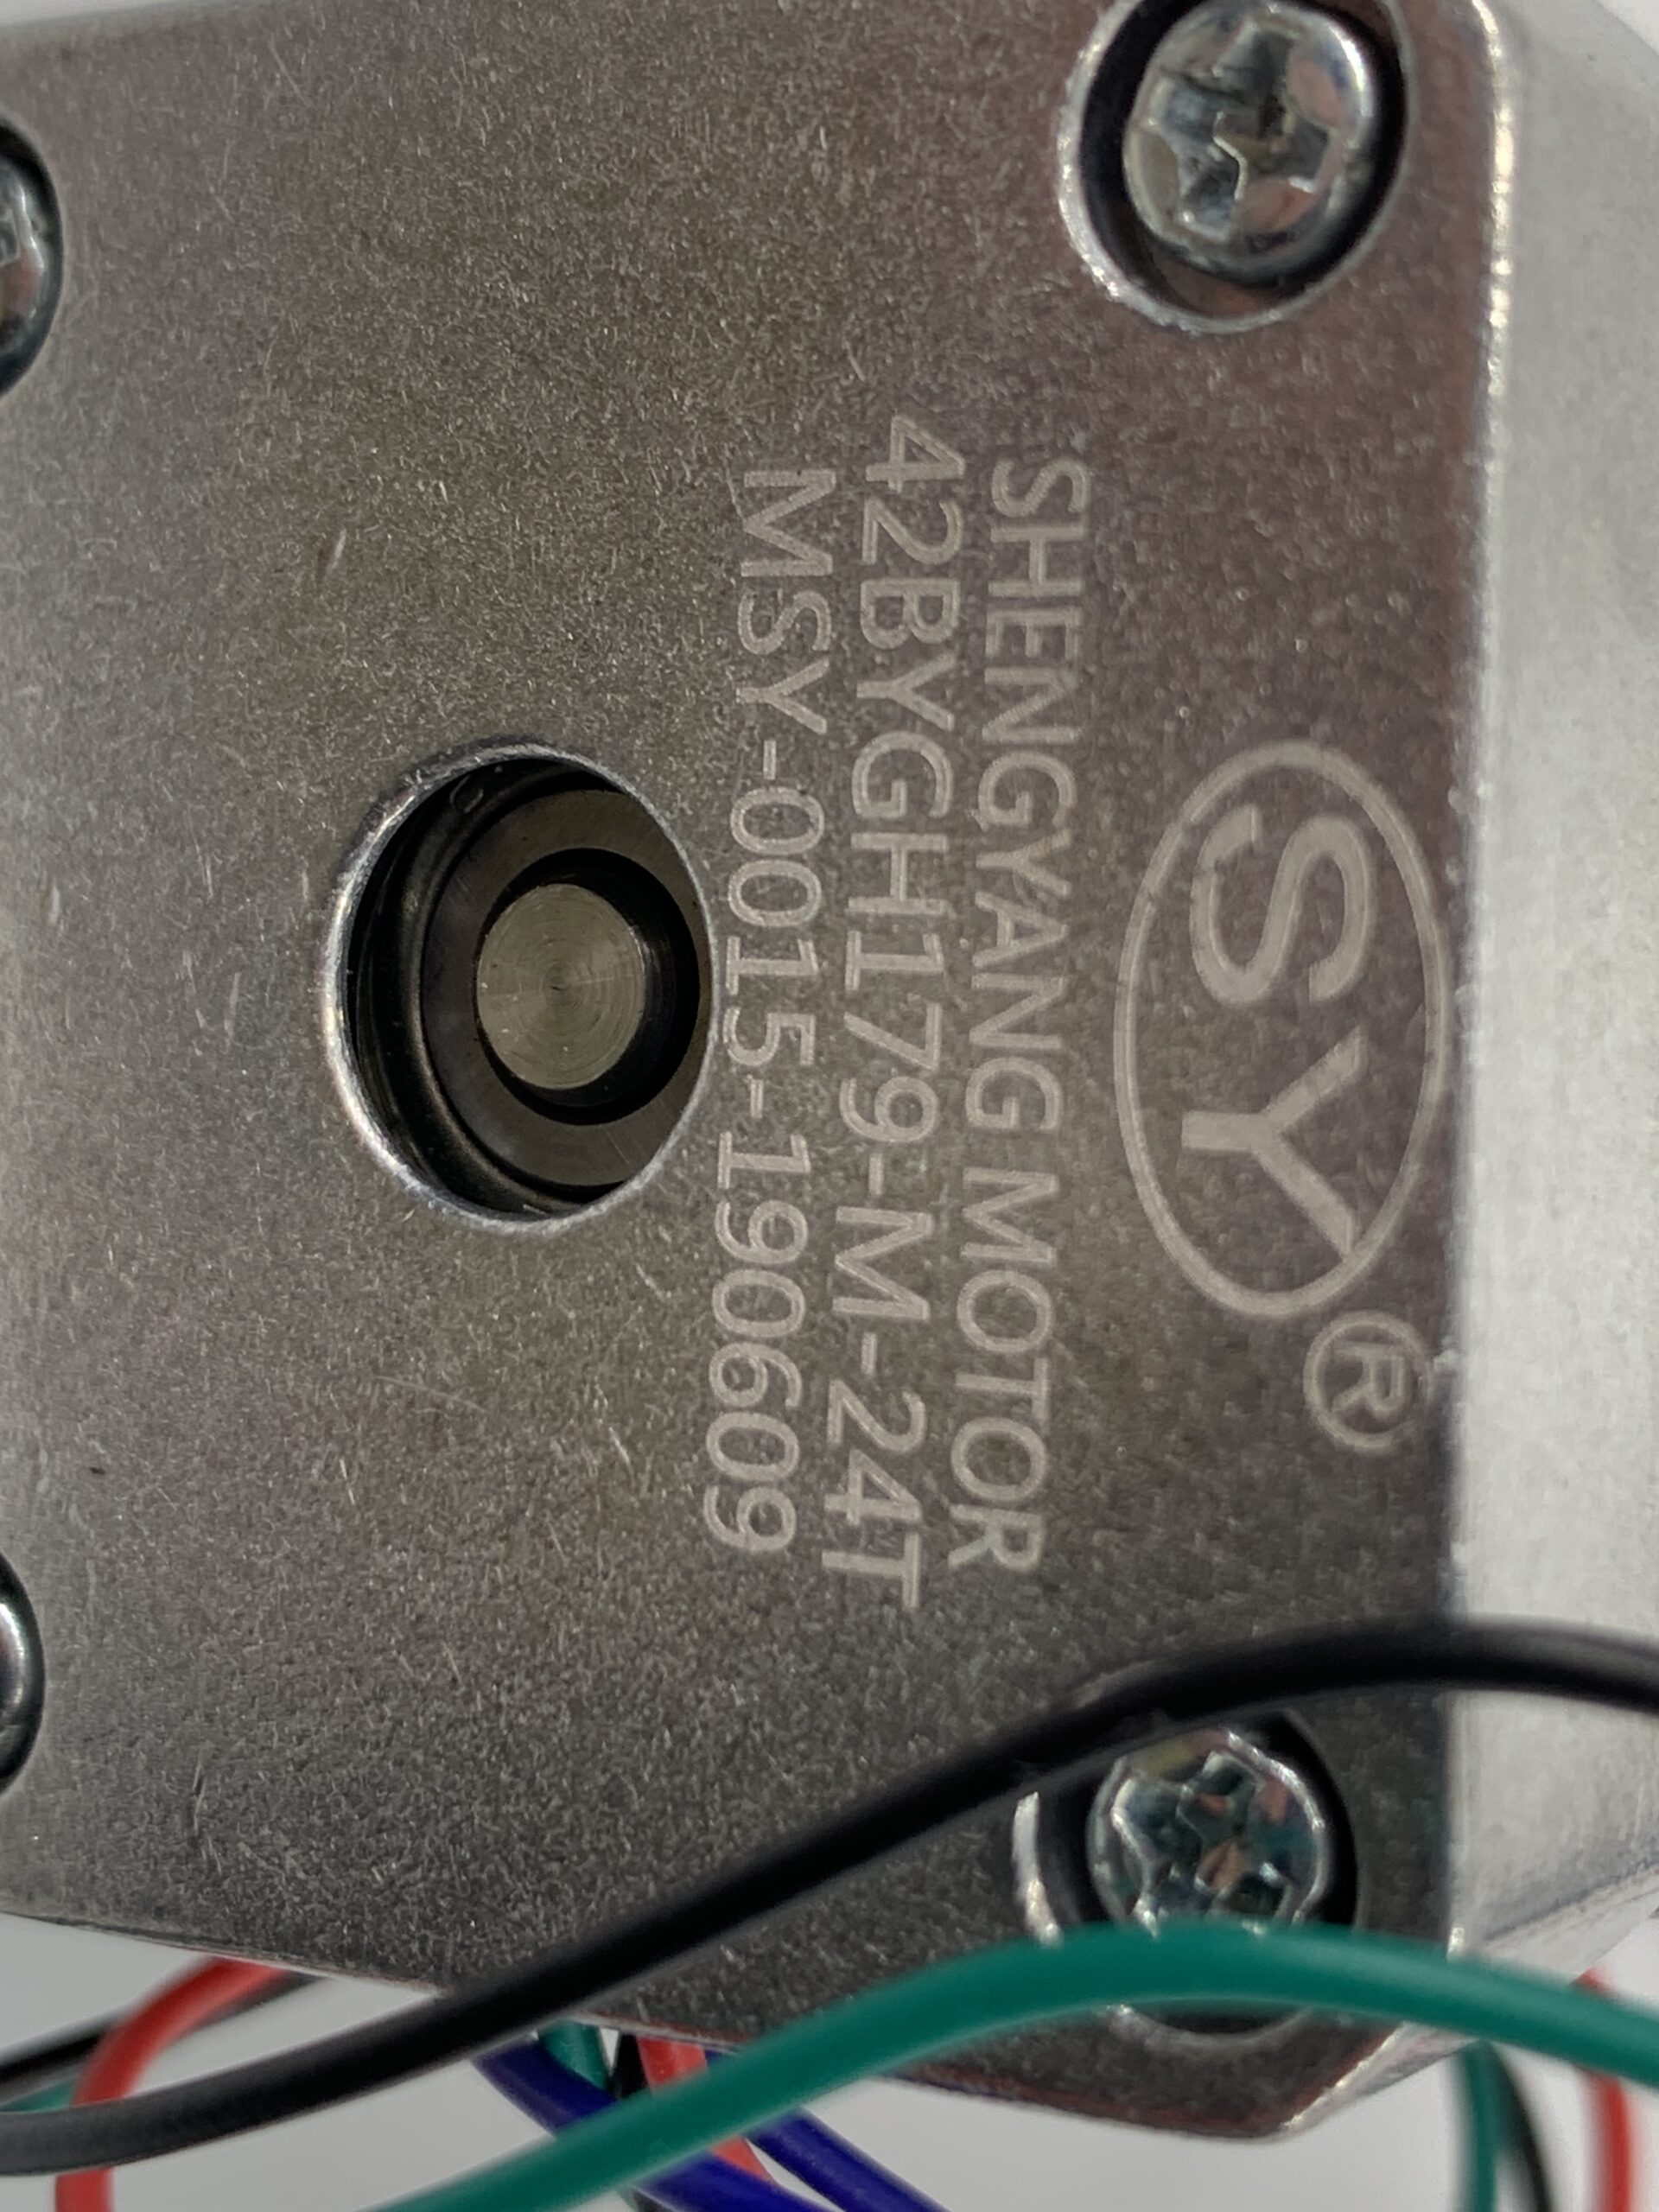 SY®
SHENGYANG MOTOR
42BYGH179-M-24T
MSY-0015-190609